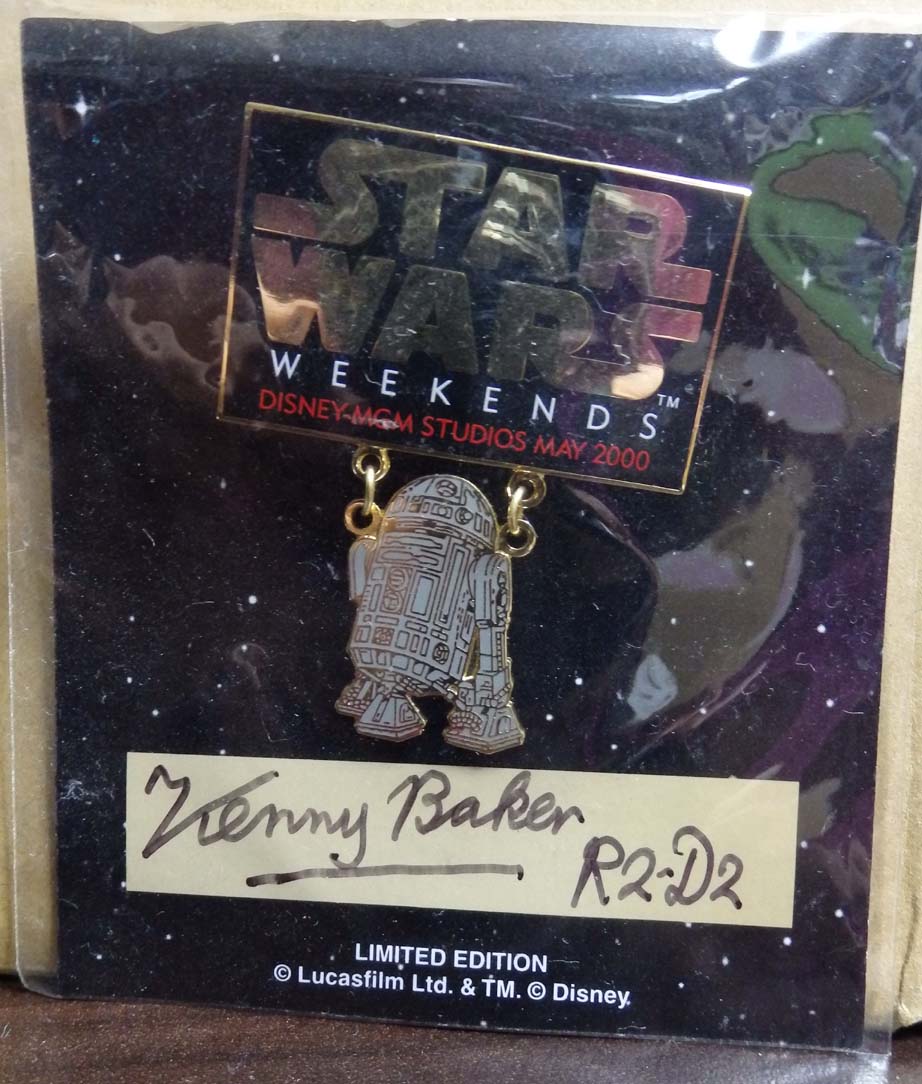 STAR
WARS
WEEKENDS™
DISNEY-MGM STUDIOS MAY 2000
Kenny Baker
R2-D2
LIMITED EDITION
© Lucasfilm Ltd. & TM. © Disney.